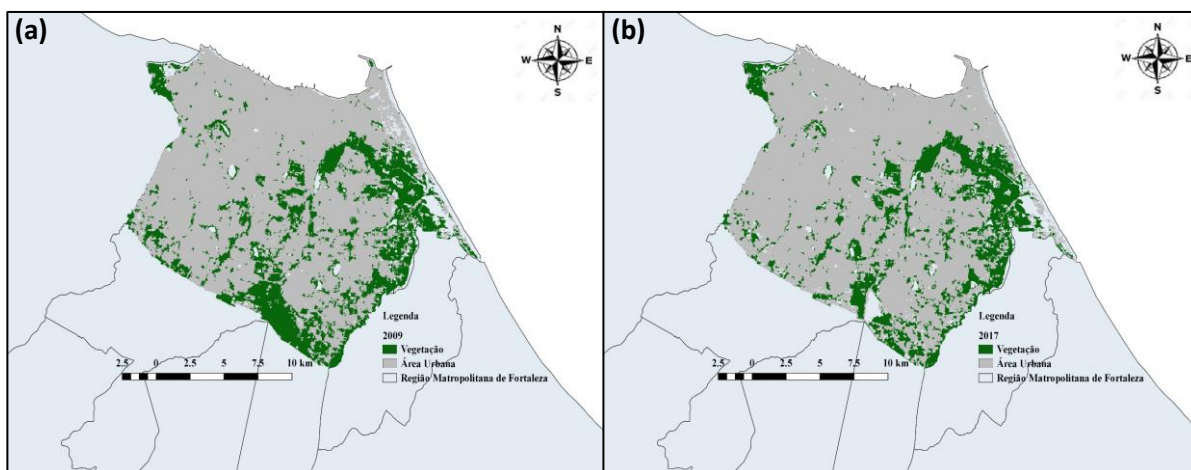 (a)
N
W E
S
Legenda
2009
Vegetação
Área Urbana
Região Matropolitana de Fortaleza
2.5 0 2.5 5 7.5 10 km
(b)
N
W E
S
Legenda
2017
Vegetação
Área Urbana
Região Matropolitana de Fortaleza
2.5 0 2.5 5 7.5 10 km